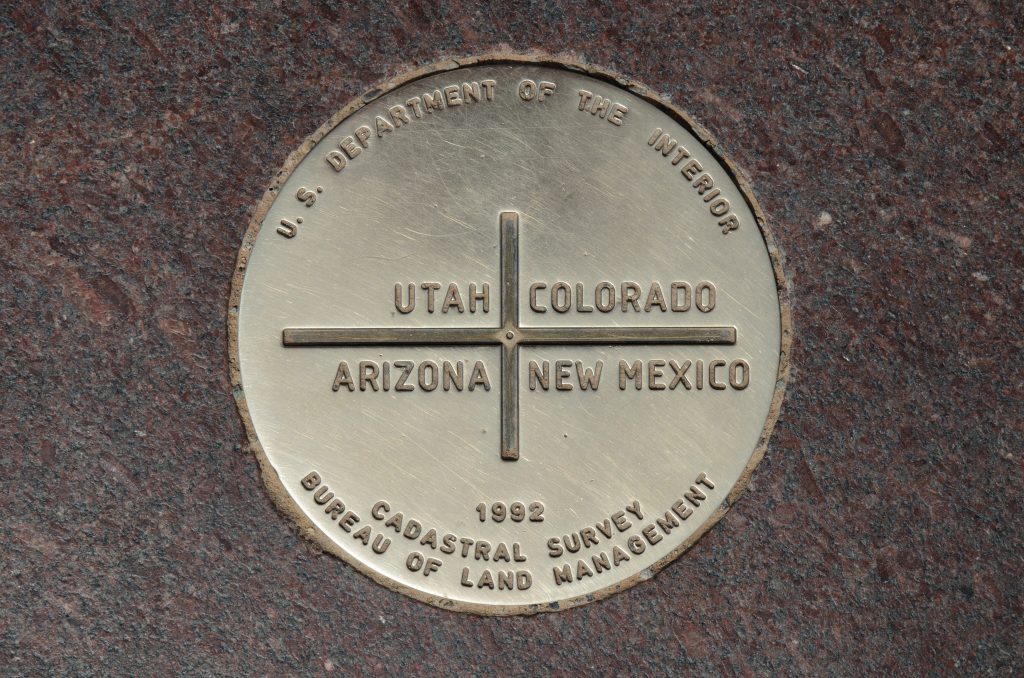 U. S. DEPARTMENT OF THE INTERIOR
UTAH COLORADO
ARIZONA NEW MEXICO
1992
CADASTRAL SURVEY
BUREAU OF LAND MANAGEMENT